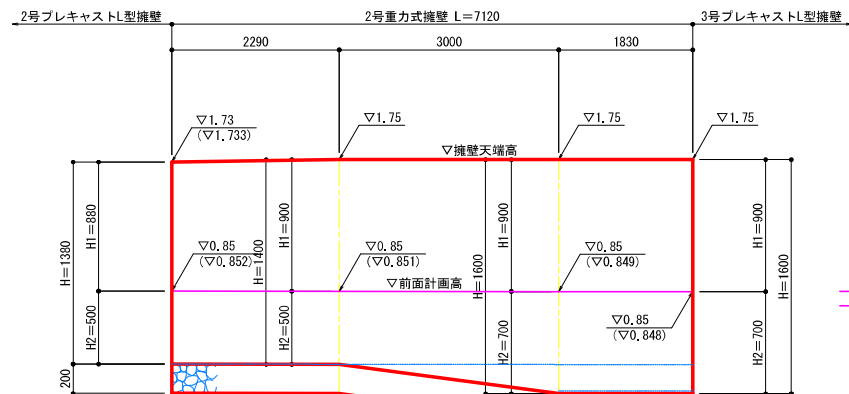 2号プレキャストL型擁壁
2号重力式擁壁 L=7120
3号プレキャストL型擁壁
2290
3000
1830
▽1.73
(▽1.733)
▽1.75
▽1.75
▽1.75
▽擁壁天端高
H=1380
H1=880
H=1400
H1=900
H=1600
H1=900
H1=900
H=1600
▽0.85
(▽0.852)
▽0.85
(▽0.851)
▽0.85
(▽0.849)
▽前面計画高
▽0.85
(▽0.848)
H2=500
H2=500
H2=700
H2=700
200